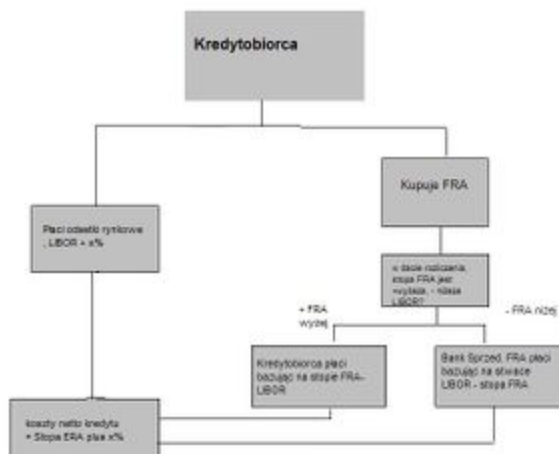 Kredytobiorca
Kupuje FRA
Płaci odsetki rynkowe
, LIBOR + x%
w dacie rozliczenia,
stopa FRA jest
+wyższa, - niższa
LIBOR?
+ FRA
wyżej
- FRA niżej
Kredytobiorca płaci
bazując na stopie FRA-
LIBOR
Bank Sprzed. FRA płaci
bazując na
LIBOR - stopa FRA
koszty netto kredytu
= Stopa FRA plus x%